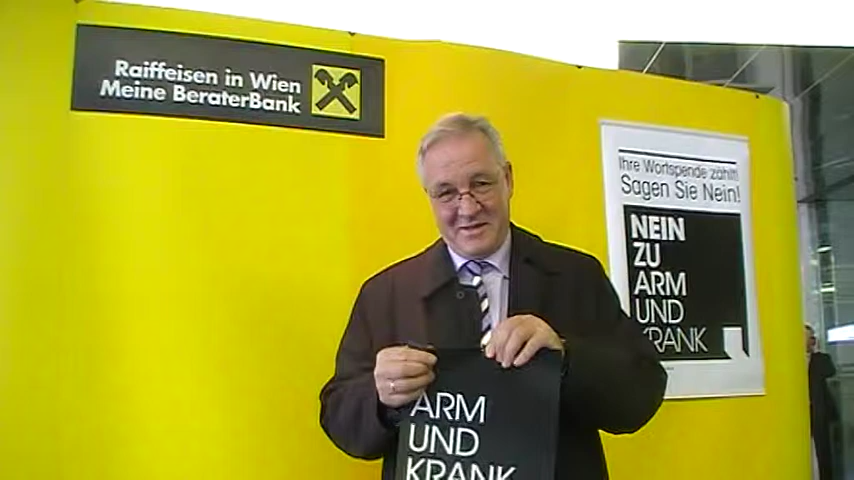 Raiffeisen in Wien
Meine BeraterBank
Ihre Wortspende zählt!
Sagen Sie Nein!
NEIN
ZU
ARM
UND
KRANK
ARM
UND
KRANK